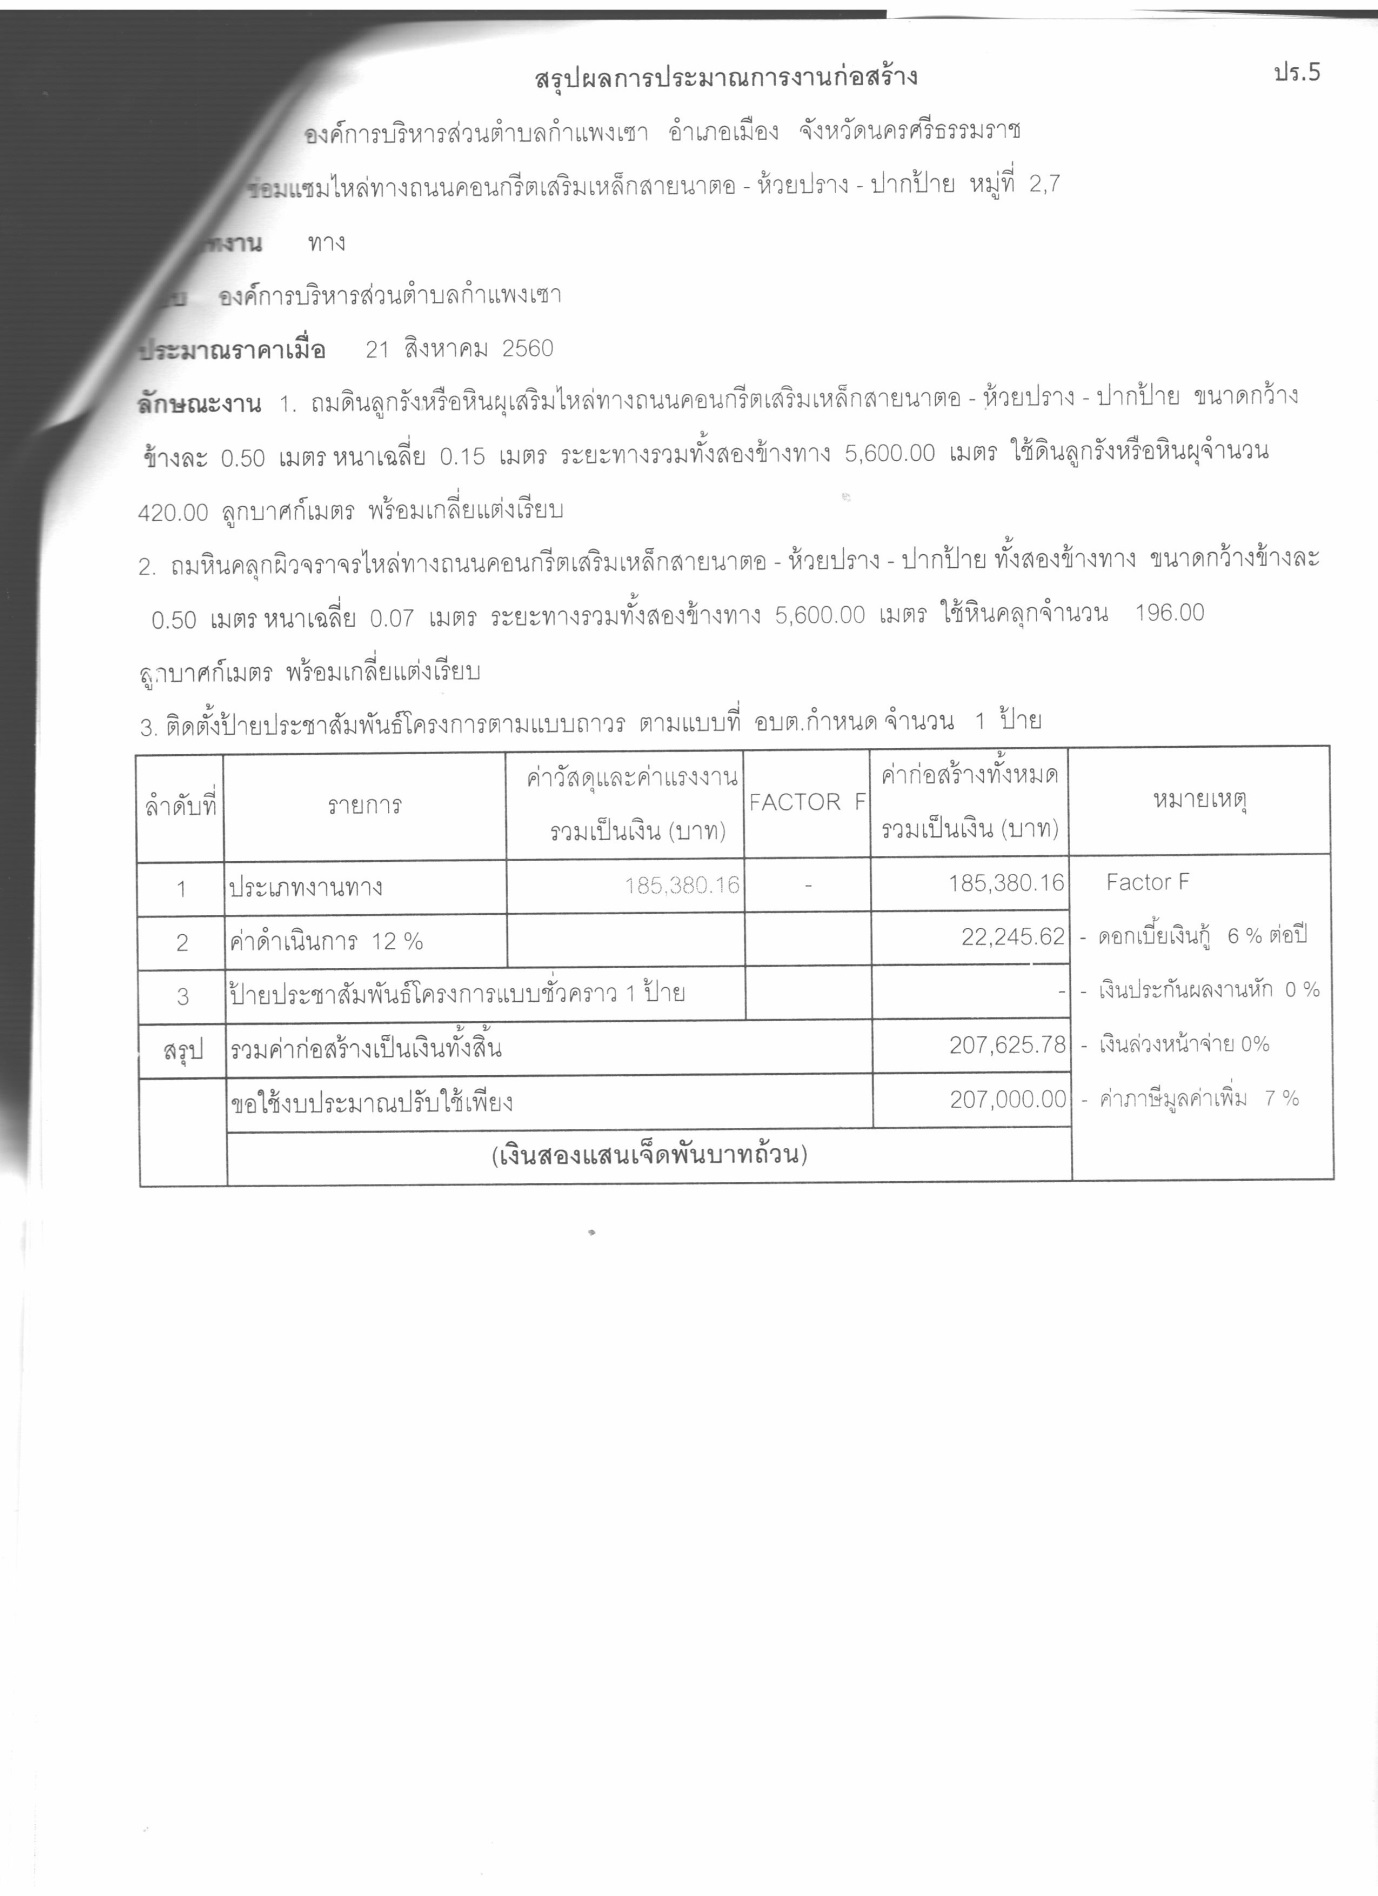 สรุปผลการประมาณการงานก่อสร้าง ปร.5
องค์การบริหารส่วนตำบลกำแพงเซา อำเภอเมือง จังหวัดนครศรีธรรมราช
ซ่อมแซมไหล่ทางถนนคอนกรีตเสริมเหล็กสายนาตอ - ห้วยปราง - ปากป้าย หมู่ที่ 2,7
ทาง
องค์การบริหารส่วนตำบลกำแพงเซา
ประมาณราคาเมื่อ 21 สิงหาคม 2560
ลักษณะงาน 1. ถมดินลูกรังหรือหินผุเสริมไหล่ทางถนนคอนกรีตเสริมเหล็กสายนาตอ - ห้วยปราง - ปากป้าย ขนาดกว้าง
ข้างละ 0.50 เมตร หนาเฉลี่ย 0.15 เมตร ระยะทางรวมทั้งสองข้างทาง 5,600.00 เมตร ใช้ดินลูกรังหรือหินผุจำนวน
420.00 ลูกบาศก์เมตร พร้อมเกลี่ยแต่งเรียบ
2. ถมหินคลุกผิวจราจรไหล่ทางถนนคอนกรีตเสริมเหล็กสายนาตอ - ห้วยปราง - ปากป้าย ทั้งสองข้างทาง ขนาดกว้างข้างละ
0.50 เมตร หนาเฉลี่ย 0.07 เมตร ระยะทางรวมทั้งสองข้างทาง 5,600.00 เมตร ใช้หินคลุกจำนวน 196.00
ลูกบาศก์เมตร พร้อมเกลี่ยแต่งเรียบ
3. ติดตั้งป้ายประชาสัมพันธ์โครงการตามแบบถาวร ตามแบบที่ อบต.กำหนด จำนวน 1 ป้าย
ลำดับที่ รายการ ค่าวัสดุและค่าแรงงาน รวมเป็นเงิน (บาท) FACTOR F ค่าก่อสร้างทั้งหมด รวมเป็นเงิน (บาท) หมายเหตุ
1 ประเภทงานทาง 185,380.16 - 185,380.16 Factor F
2 ค่าดำเนินการ 12 % 22,245.62 - ดอกเบี้ยเงินกู้ 6 % ต่อปี
3 ป้ายประชาสัมพันธ์โครงการแบบชั่วคราว 1 ป้าย - - เงินประกันผลงานหัก 0 %
สรุป รวมค่าก่อสร้างเป็นเงินทั้งสิ้น 207,625.78 - เงินล่วงหน้าจ่าย 0%
ขอใช้งบประมาณปรับใช้เพียง 207,000.00 - ค่าภาษีมูลค่าเพิ่ม 7 %
(เงินสองแสนเจ็ดพันบาทถ้วน)